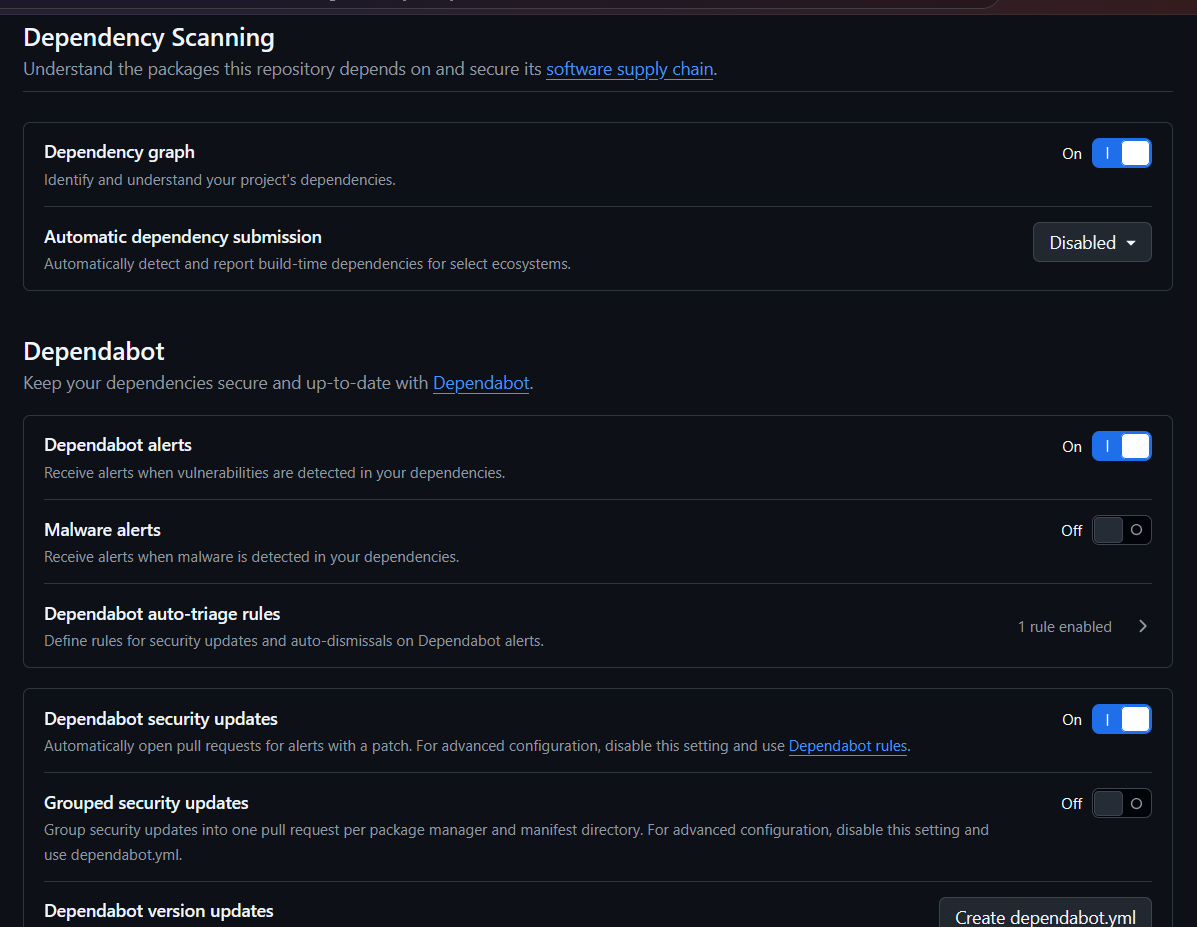 Dependency Scanning
Understand the packages this repository depends on and secure its software supply chain.
Dependency graph
On
Identify and understand your project's dependencies.
Automatic dependency submission
Disabled
Automatically detect and report build-time dependencies for select ecosystems.
Dependabot
Keep your dependencies secure and up-to-date with Dependabot.
Dependabot alerts
On
Receive alerts when vulnerabilities are detected in your dependencies.
Malware alerts
Off
Receive alerts when malware is detected in your dependencies.
Dependabot auto-triage rules
1 rule enabled
Define rules for security updates and auto-dismissals on Dependabot alerts.
Dependabot security updates
On
Automatically open pull requests for alerts with a patch. For advanced configuration, disable this setting and use Dependabot rules.
Grouped security updates
Off
Group security updates into one pull request per package manager and manifest directory. For advanced configuration, disable this setting and
use dependabot.yml.
Dependabot version updates
Create dependabot.yml